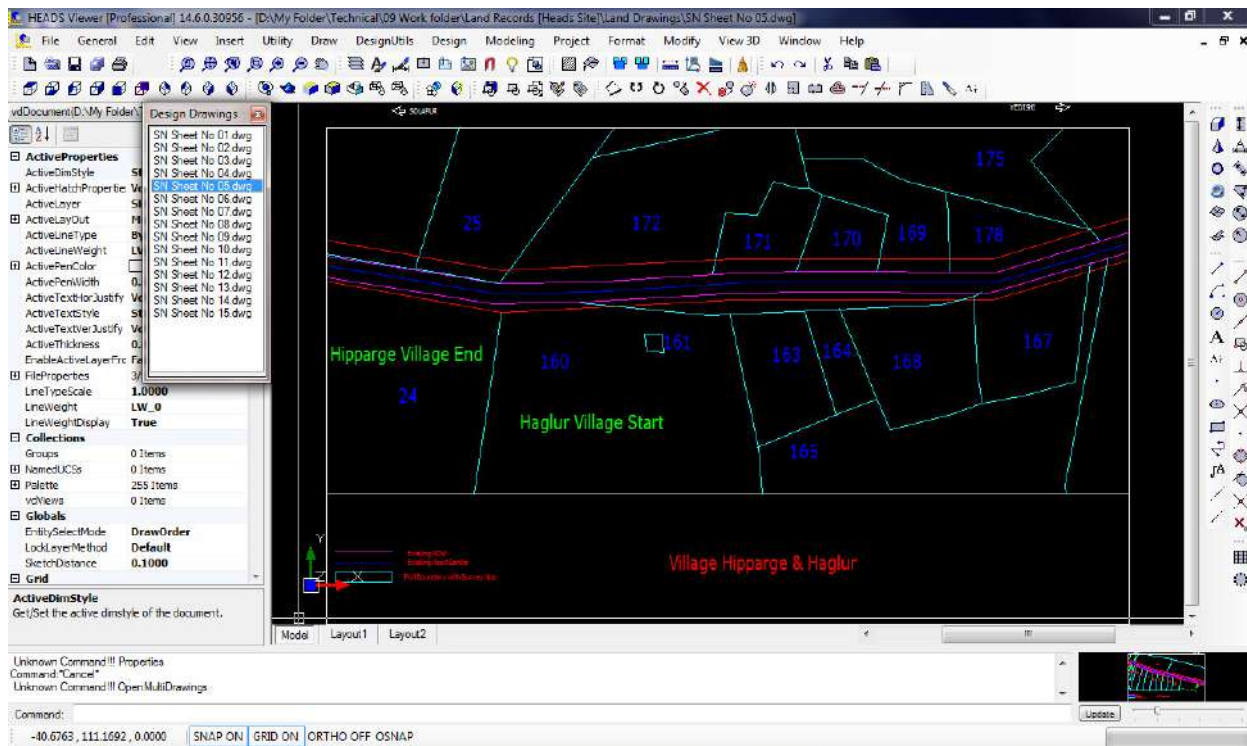 HEADS Viewer [Professional] 14.6.0.30956 - [D:\My Folder\Technical\09 Work folder\Land Records [Heads Site]\Land Drawings\SN Sheet No 05.dwg]
File General Edit View Insert Utility Draw DesignUtils Design Modeling Project Format Modify View 3D Window Help
vdDocument(D:\My Folder\
Design Drawings
SN Sheet No 01.dwg
SN Sheet No 02.dwg
SN Sheet No 03.dwg
SN Sheet No 04.dwg
SN Sheet No 05.dwg
SN Sheet No 06.dwg
SN Sheet No 07.dwg
SN Sheet No 08.dwg
SN Sheet No 09.dwg
SN Sheet No 10.dwg
SN Sheet No 11.dwg
SN Sheet No 12.dwg
SN Sheet No 13.dwg
SN Sheet No 14.dwg
SN Sheet No 15.dwg
ActiveProperties
ActiveDimStyle
ActiveHatchPropertie
ActiveLayer
ActiveLayOut
ActiveLineType
ActiveLineWeight
ActivePenColor
ActivePenWidth
ActiveTextHorJustify
ActiveTextStyle
ActiveTextVerJustify
ActiveThickness
EnableActiveLayerFrc
FileProperties
LineTypeScale 1.0000
LineWeight LW_0
LineWeightDisplay True
Collections
Groups 0 Items
NamedUCSs 0 Items
Palette 255 Items
vdViews 0 Items
Globals
EntitySelectMode DrawOrder
LockLayerMethod Default
SketchDistance 0.1000
Grid
ActiveDimStyle
Get/Set the active dimstyle of the document.
SOLAPUR
175
25
172
171
170
169
178
Hipparge Village End
160
161
163
164
168
167
24
Haglur Village Start
165
Village Hipparge & Haglur
Y
Z
X
Model Layout1 Layout2
Unknown Command!!! Properties
Command:"Cancel"
Unknown Command!!! OpenMultiDrawings
Command:
Update
-40.6763 , 111.1692 , 0.0000 SNAP ON GRID ON ORTHO OFF OSNAP